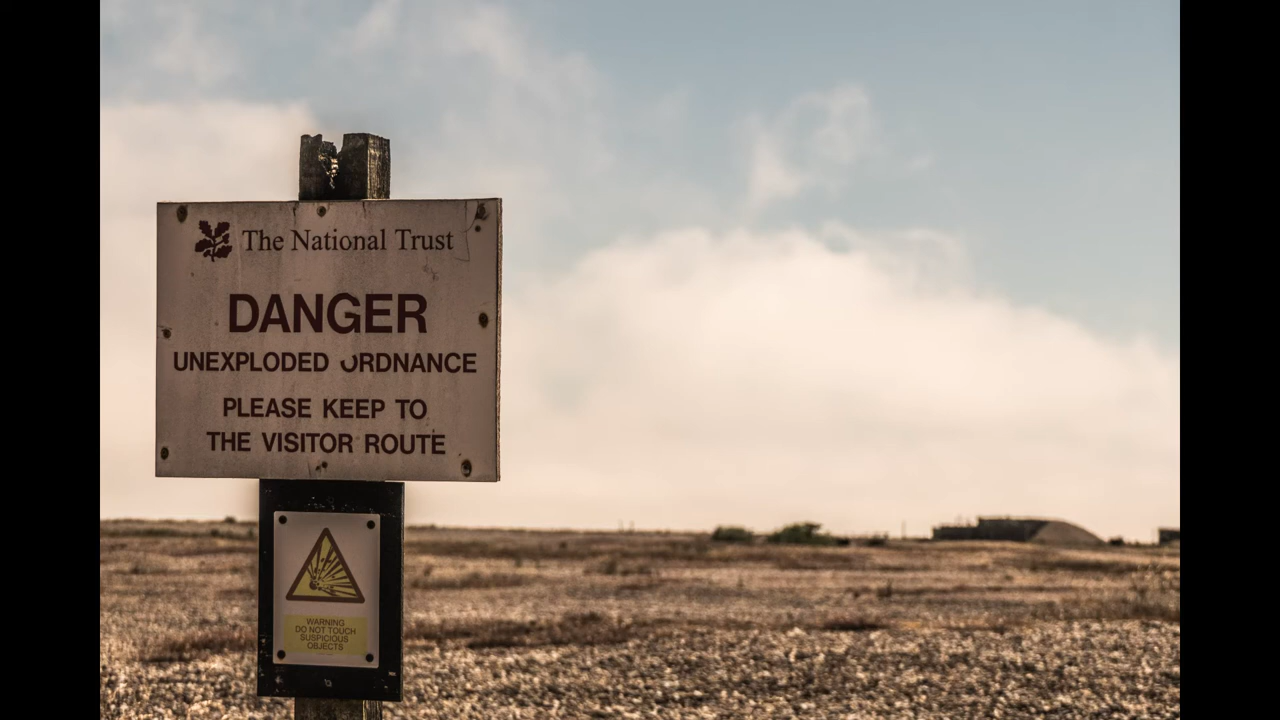 The National Trust
DANGER
UNEXPLODED ORDNANCE
PLEASE KEEP TO
THE VISITOR ROUTE
WARNING
DO NOT TOUCH
SUSPICIOUS
OBJECTS